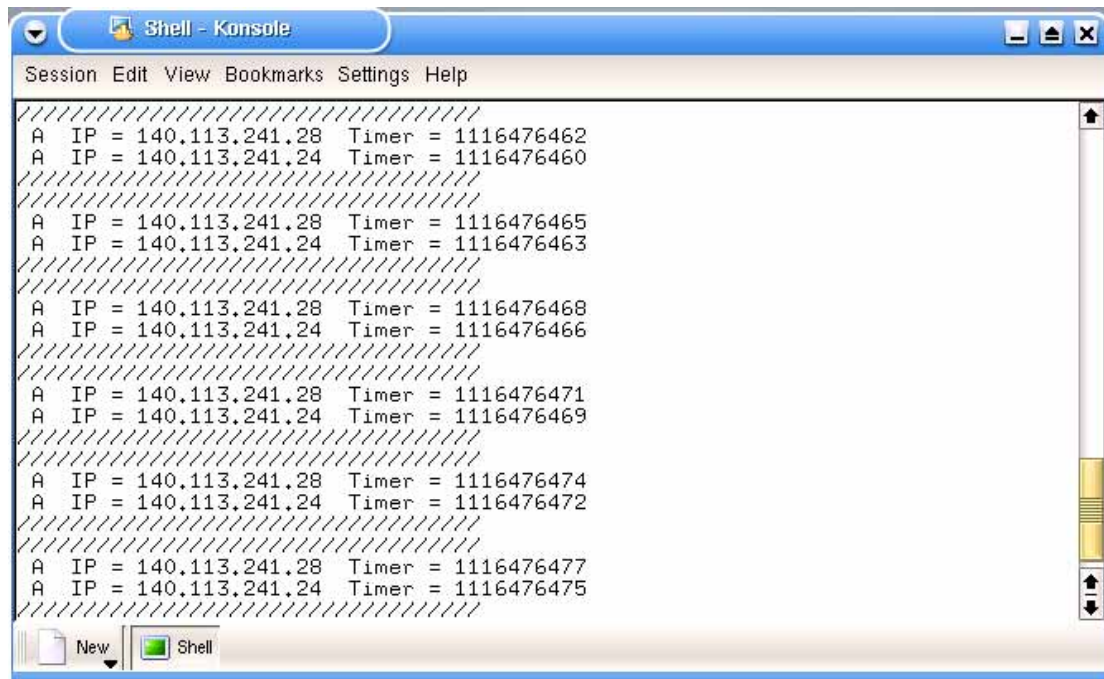 Shell - Konsole
Session Edit View Bookmarks Settings Help
///////////////////////////////////
A IP = 140.113.241.28 Timer = 1116476462
A IP = 140.113.241.24 Timer = 1116476460
///////////////////////////////////
///////////////////////////////////
A IP = 140.113.241.28 Timer = 1116476465
A IP = 140.113.241.24 Timer = 1116476463
///////////////////////////////////
///////////////////////////////////
A IP = 140.113.241.28 Timer = 1116476468
A IP = 140.113.241.24 Timer = 1116476466
///////////////////////////////////
///////////////////////////////////
A IP = 140.113.241.28 Timer = 1116476471
A IP = 140.113.241.24 Timer = 1116476469
///////////////////////////////////
///////////////////////////////////
A IP = 140.113.241.28 Timer = 1116476474
A IP = 140.113.241.24 Timer = 1116476472
///////////////////////////////////
///////////////////////////////////
A IP = 140.113.241.28 Timer = 1116476477
A IP = 140.113.241.24 Timer = 1116476475
///////////////////////////////////
New Shell